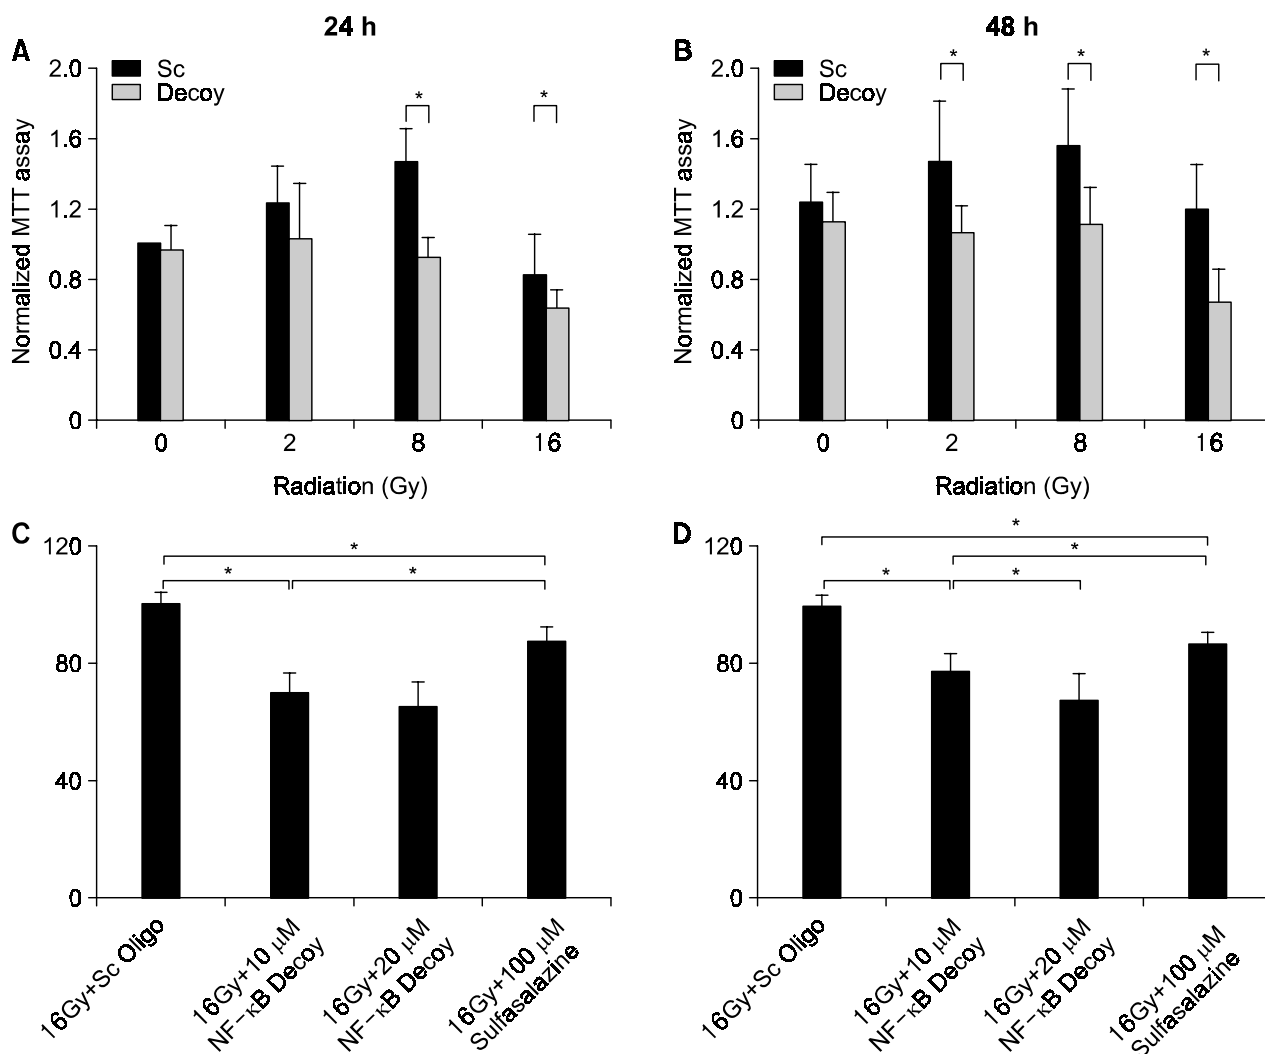 24 h
A
2.0
1.6
1.2
0.8
0.4
0
Normalized MTT assay
Sc
Decoy
*
*
0
2
8
16
Radiation (Gy)
48 h
B
2.0
1.6
1.2
0.8
0.4
0
Normalized MTT assay
Sc
Decoy
*
*
*
0
2
8
16
Radiation (Gy)
C
120
80
40
0
*
*
*
16Gy+Sc Oligo
16Gy+10 μM
NF−κB Decoy
16Gy+20 μM
NF−κB Decoy
16Gy+100 μM
Sulfasalazine
D
120
80
40
0
*
*
*
*
16Gy+Sc Oligo
16Gy+10 μM
NF−κB Decoy
16Gy+20 μM
NF−κB Decoy
16Gy+100 μM
Sulfasalazine